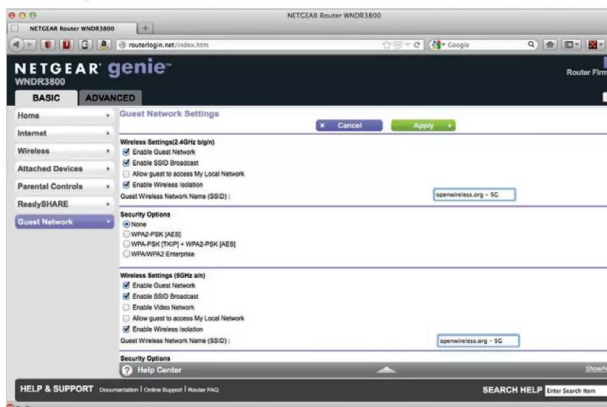 NETGEAR Router WNDR3800
NETGEAR Router WNDR3800
routerlogin.net/index.htm
Google
NETGEAR genie
WNDR3800
Router Firm
BASIC ADVANCED
Home
Internet
Wireless
Attached Devices
Parental Controls
ReadySHARE
Guest Network
Guest Network Settings
Cancel Apply
Wireless Settings(2.4GHz b/g/n)
Enable Guest Network
Enable SSID Broadcast
Allow guest to access My Local Network
Enable Wireless Isolation
Guest Wireless Network Name (SSID) : openwireless.org - 5G
Security Options
None
WPA2-PSK [AES]
WPA-PSK [TKIP] + WPA2-PSK [AES]
WPA/WPA2 Enterprise
Wireless Settings (5GHz a/n)
Enable Guest Network
Enable SSID Broadcast
Enable Video Network
Allow guest to access My Local Network
Enable Wireless Isolation
Guest Wireless Network Name (SSID) : openwireless.org - 5G
Security Options
? Help Center
HELP & SUPPORT Documentation | Online Support | Router FAQ SEARCH HELP Enter Search Item